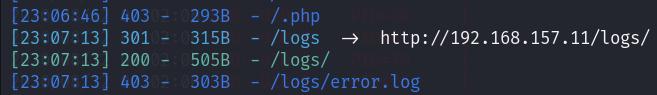 [23:06:46] 403 -   293B  - /.php
[23:07:13] 301 -   315B  - /logs  ->  http://192.168.157.11/logs/
[23:07:13] 200 -   505B  - /logs/
[23:07:13] 403 -   303B  - /logs/error.log